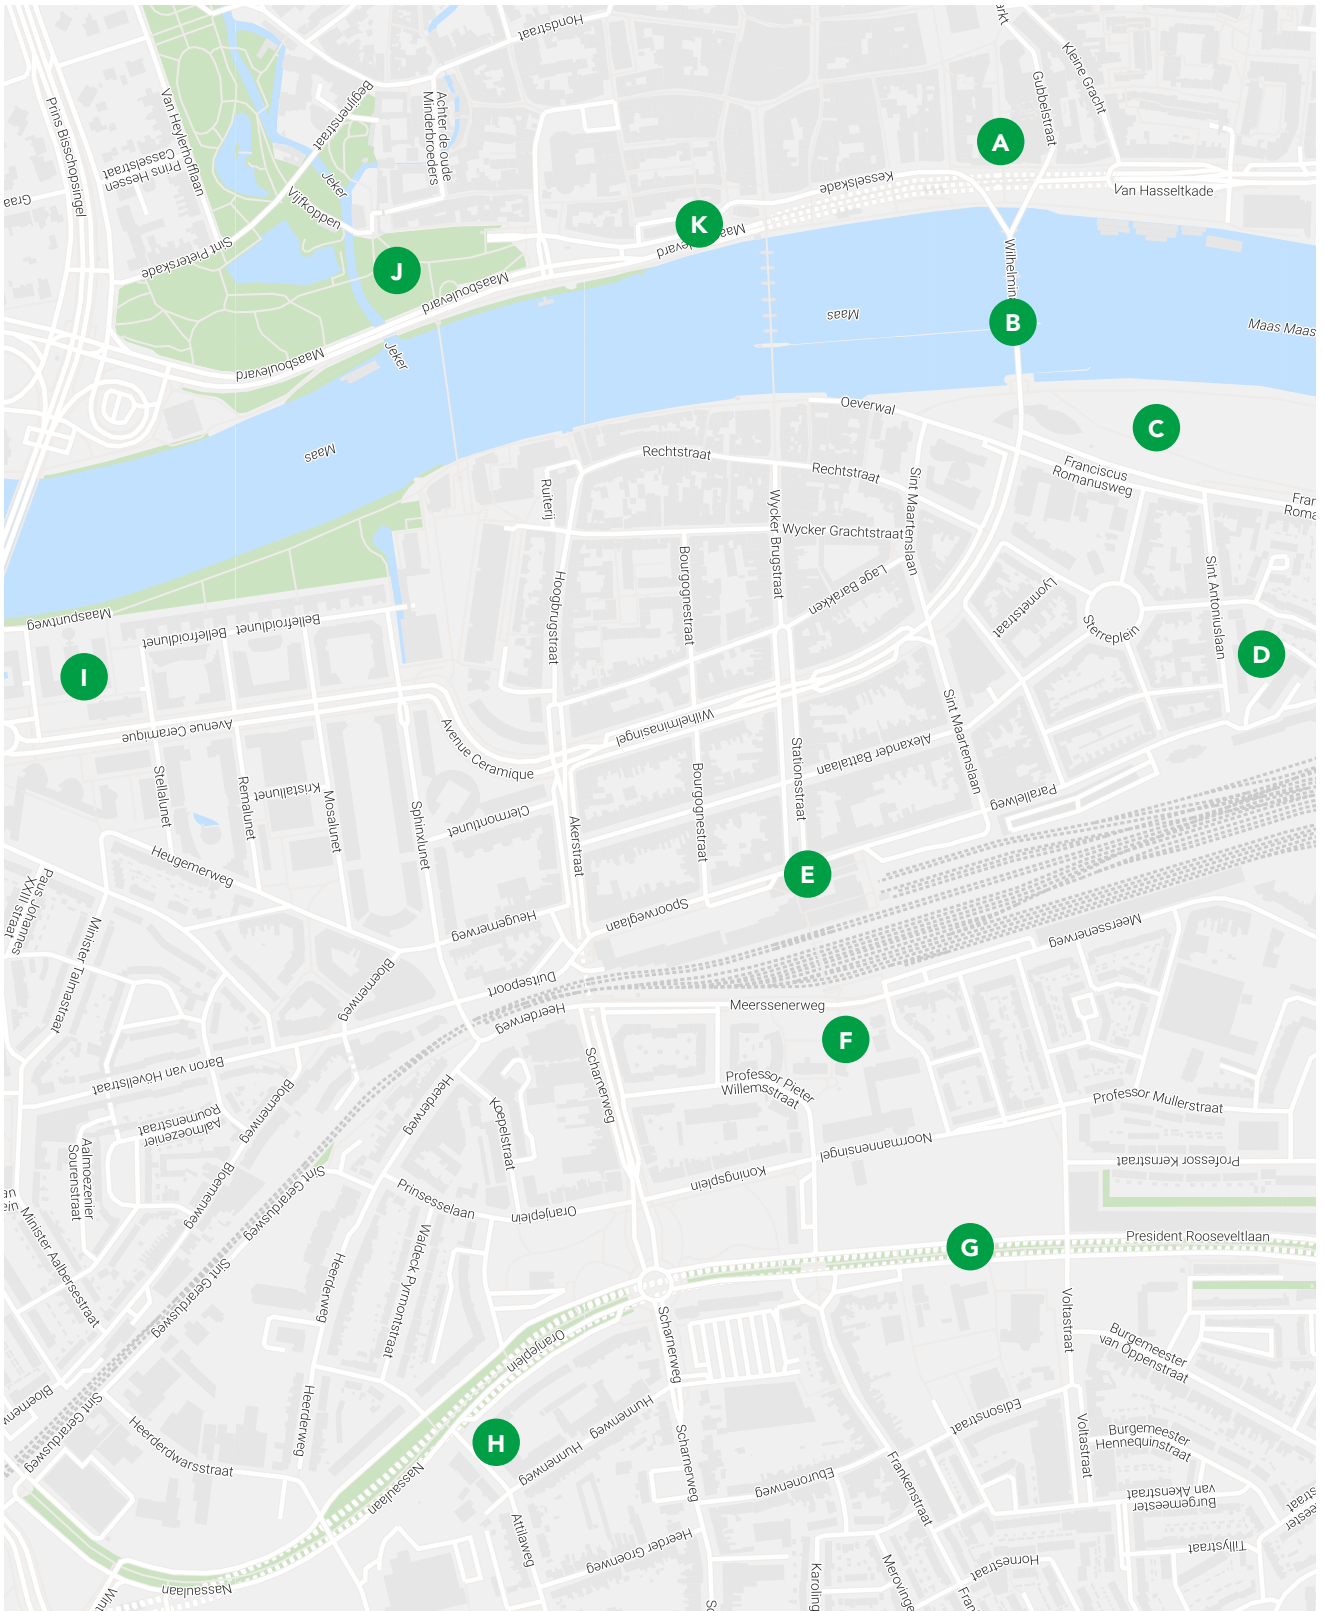 Hondstraat
Kleine Gracht
Gubbelstraat
Begijnenstraat
Achter de oude
Minderbroeders
Van Heylerhofflaan
Prins Bisschopsingel
Prins Hessen
Casselstraat
A
Jeker
Vijfkoppen
Kesselskade
Van Hasseltkade
K
Sint Pieterskade
J
Maasboulevard
Maasboulevard
Maas
Jeker
B
Maas
Oeverwal
C
Maas
Rechtstraat
Rechtstraat
Franciscus
Romanusweg
Ruiterij
Sint Maartenslaan
Wycker Brugstraat
Wycker Grachtstraat
Bourgognestraat
Hoogbrugstraat
Lage Barakken
Lyonnetstraat
Sterreplein
Sint Antoniuslaan
D
Maaspuntweg
Bellefroidlunet
Bellefroidlunet
I
Avenue Ceramique
Avenue Ceramique
Wilhelminasingel
Sint Maartenslaan
Stationsstraat
Alexander Battalaan
Parallelweg
Stellalunet
Remalunet
Kristallunet
Mosalunet
Sphinxlunet
Clermontlunet
Akerstraat
Bourgognestraat
E
Heugemerweg
Heugemerweg
Spoorweglaan
Paus Johannes
XXIII straat
Minister Talmastraat
Bloemenweg
Duitsepoort
Heerderweg
Meerssenerweg
Meerssenerweg
F
Scharnerweg
Professor Pieter
Willemsstraat
Baron van Hövellstraat
Bloemenweg
Heerderweg
Koepelstraat
Professor Mullerstraat
Aalmoezenier
Roumenstraat
Aalmoezenier
Sourenstraat
Noormannensingel
Professor Kernstraat
Koningsplein
Bloemenweg
Sint Gerardusweg
Prinsesselaan
Oranjeplein
Minister Aalbersestraat
Waldeck Pyrmontstraat
Heerderweg
G
President Rooseveltlaan
Sint Gerardusweg
Oranjeplein
Scharnerweg
Voltastraat
Burgemeester
van Oppenstraat
Heerderweg
Sint Gerardusweg
Heerderdwarsstraat
H
Hunnenweg
Hunnenweg
Scharnerweg
Edisonstraat
Voltastraat
Burgemeester
Hennequinstraat
Nassaulaan
Eburonenweg
Frankenstraat
Burgemeester
van Akenstraat
Attilaweg
Heerder Groenweg
Hornestraat
Tillystraat
Nassaulaan